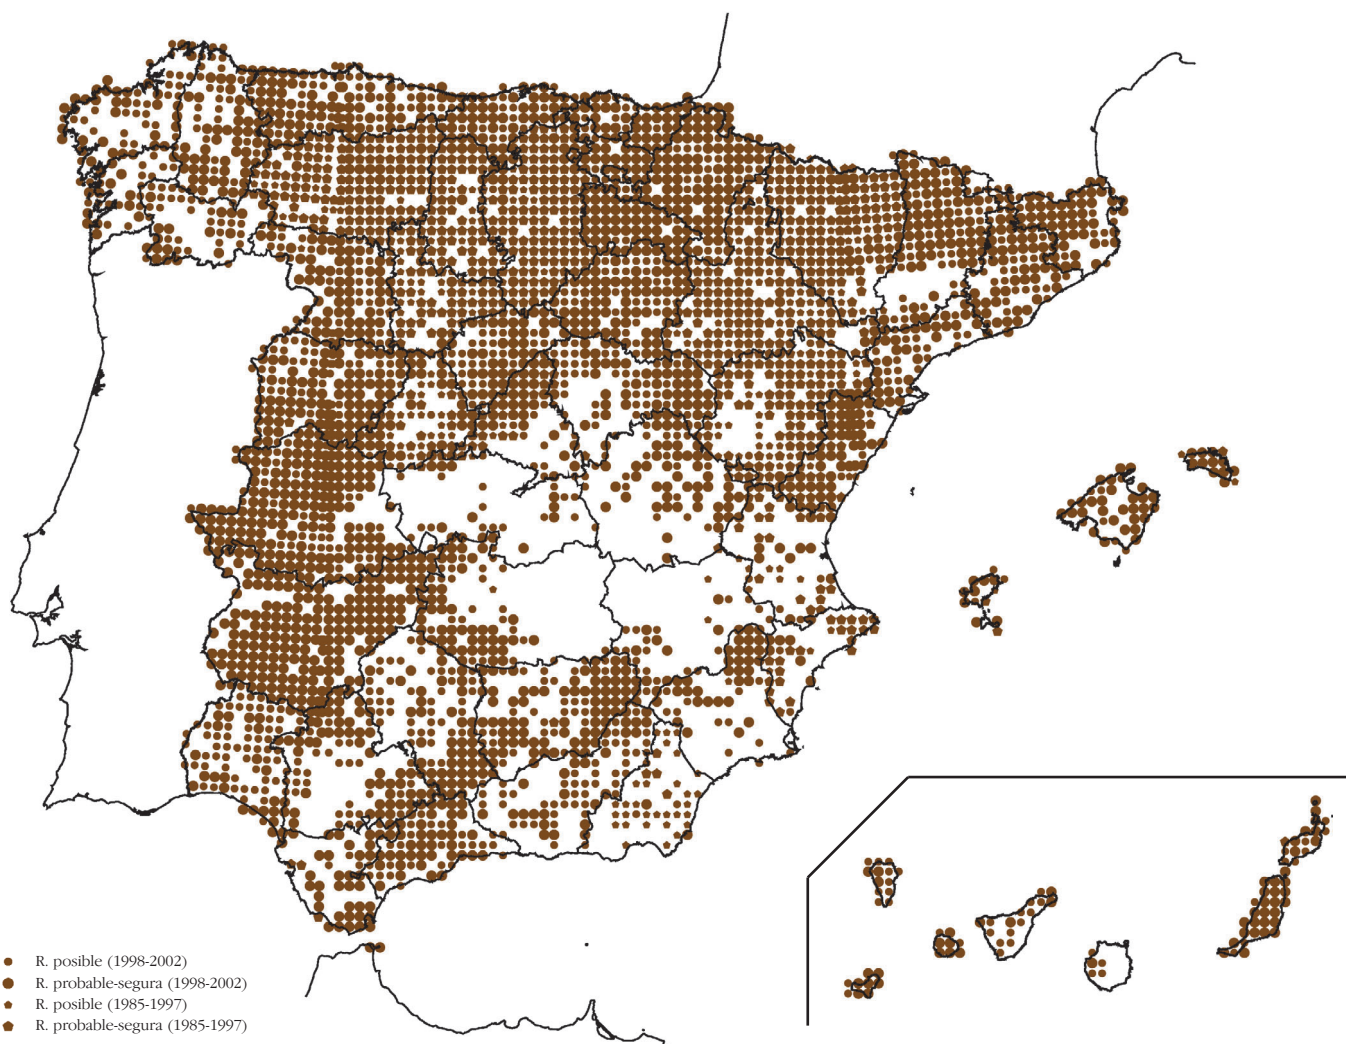 R. posible (1998-2002)
R. probable-segura (1998-2002)
R. posible (1985-1997)
R. probable-segura (1985-1997)